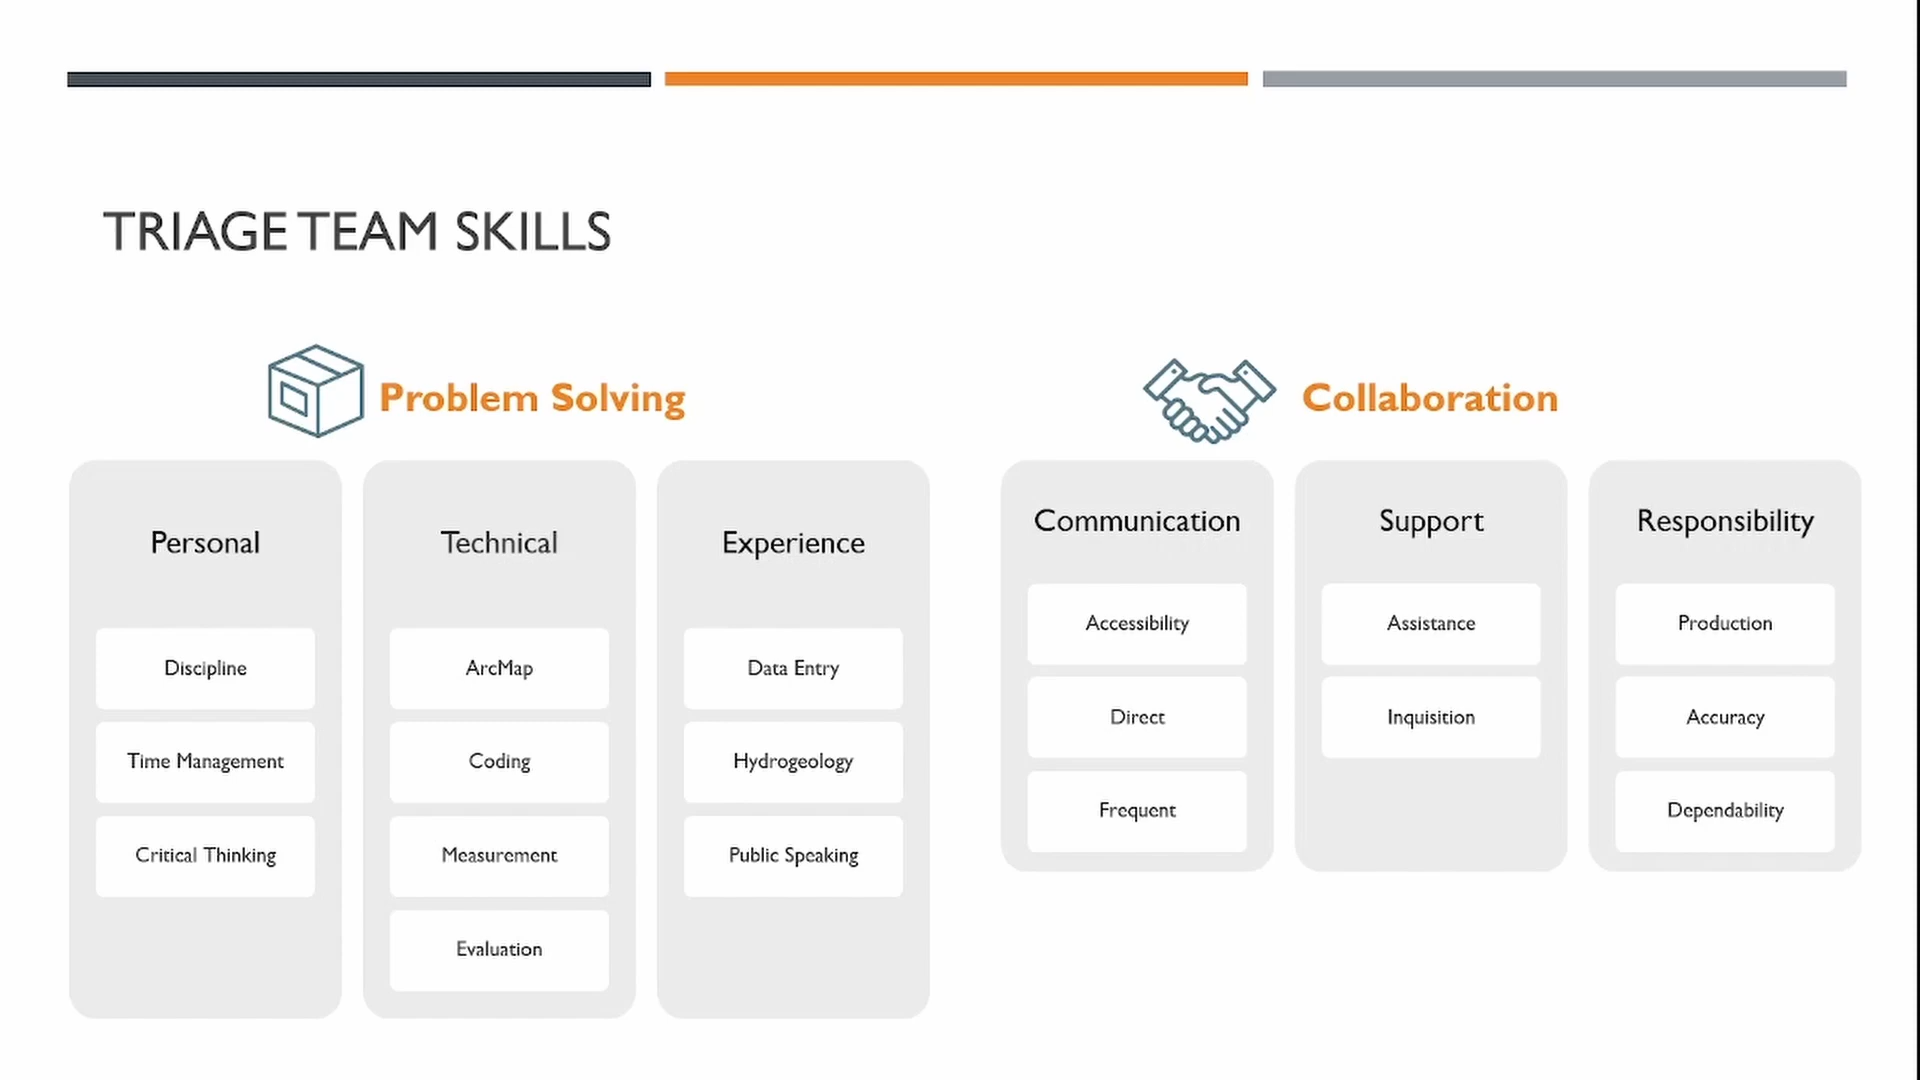 TRIAGE TEAM SKILLS
Problem Solving
Personal
Discipline
Time Management
Critical Thinking
Technical
ArcMap
Coding
Measurement
Evaluation
Experience
Data Entry
Hydrogeology
Public Speaking
Collaboration
Communication
Accessibility
Direct
Frequent
Support
Assistance
Inquisition
Responsibility
Production
Accuracy
Dependability